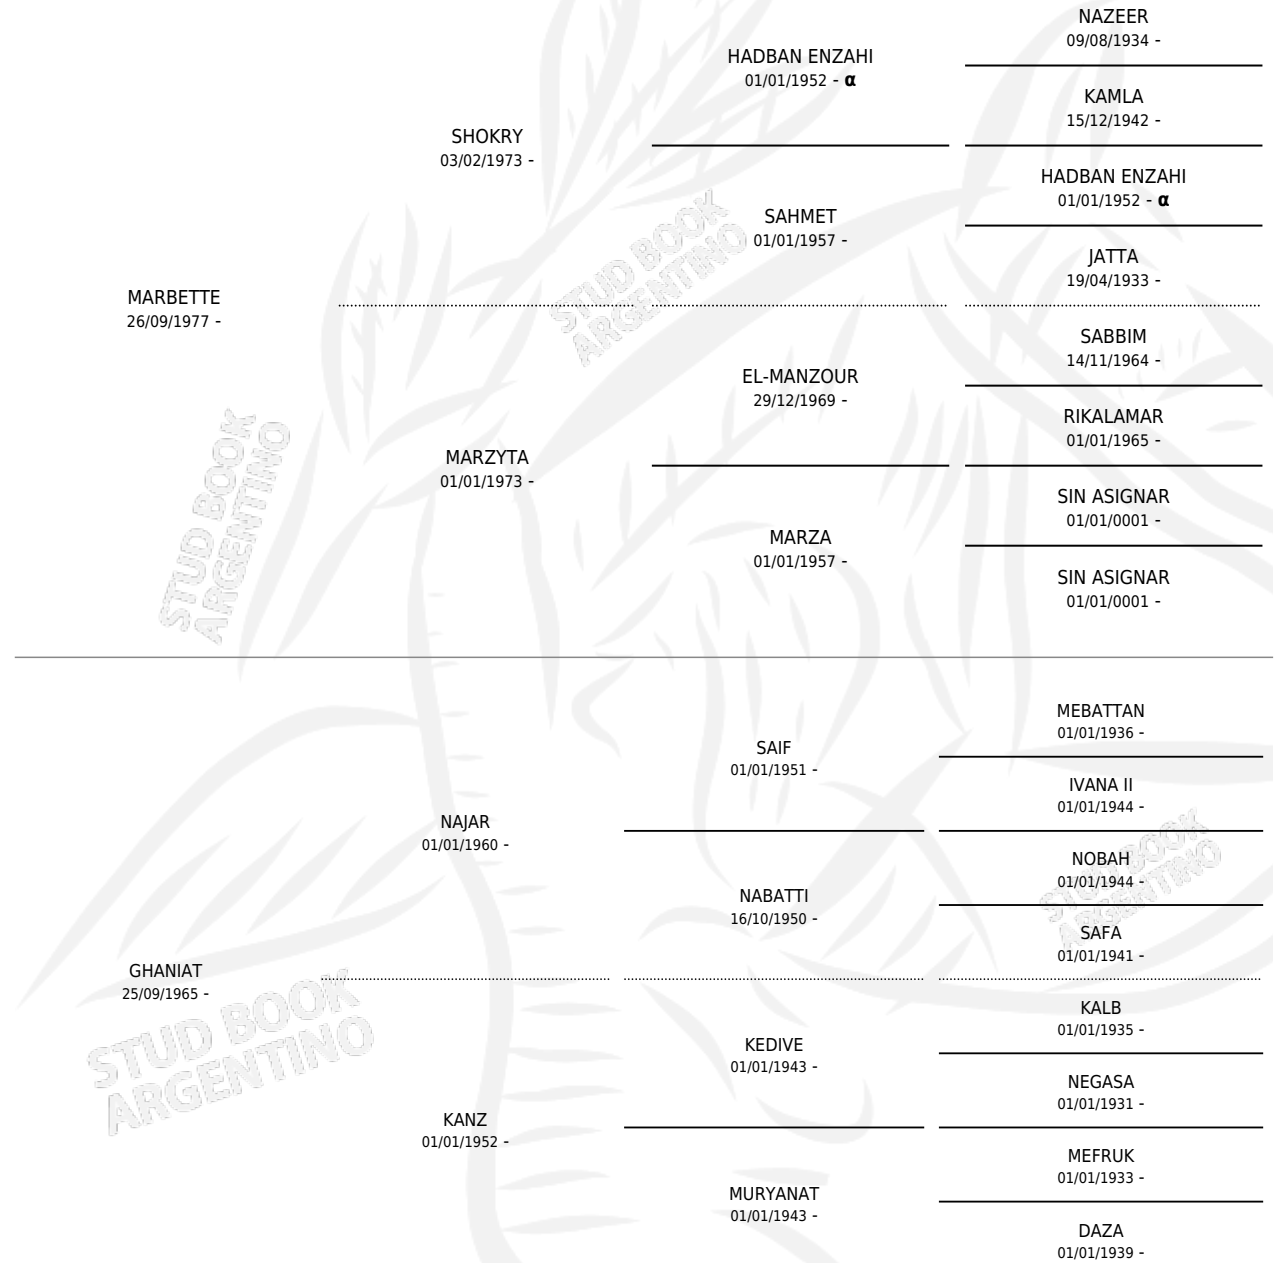 NAZEER
09/08/1934 -
HADBAN ENZAHI
01/01/1952 - α
KAMLA
15/12/1942 -
SHOKRY
03/02/1973 -
HADBAN ENZAHI
01/01/1952 - α
SAHMET
01/01/1957 -
JATTA
19/04/1933 -
MARBETTE
26/09/1977 -
STUD BOOK
ARGENTINO
SABBIM
14/11/1964 -
EL-MANZOUR
29/12/1969 -
RIKALAMAR
01/01/1965 -
MARZYTA
01/01/1973 -
STUD BOOK
ARGENTINO
SIN ASIGNAR
01/01/0001 -
MARZA
01/01/1957 -
SIN ASIGNAR
01/01/0001 -
MEBATTAN
01/01/1936 -
SAIF
01/01/1951 -
IVANA II
01/01/1944 -
NAJAR
01/01/1960 -
NOBAH
01/01/1944 -
STUD BOOK
ARGENTINO
NABATTI
16/10/1950 -
SAFA
01/01/1941 -
GHANIAT
25/09/1965 -
STUD BOOK
ARGENTINO
KALB
01/01/1935 -
KEDIVE
01/01/1943 -
NEGASA
01/01/1931 -
KANZ
01/01/1952 -
MEFRUK
01/01/1933 -
MURYANAT
01/01/1943 -
DAZA
01/01/1939 -